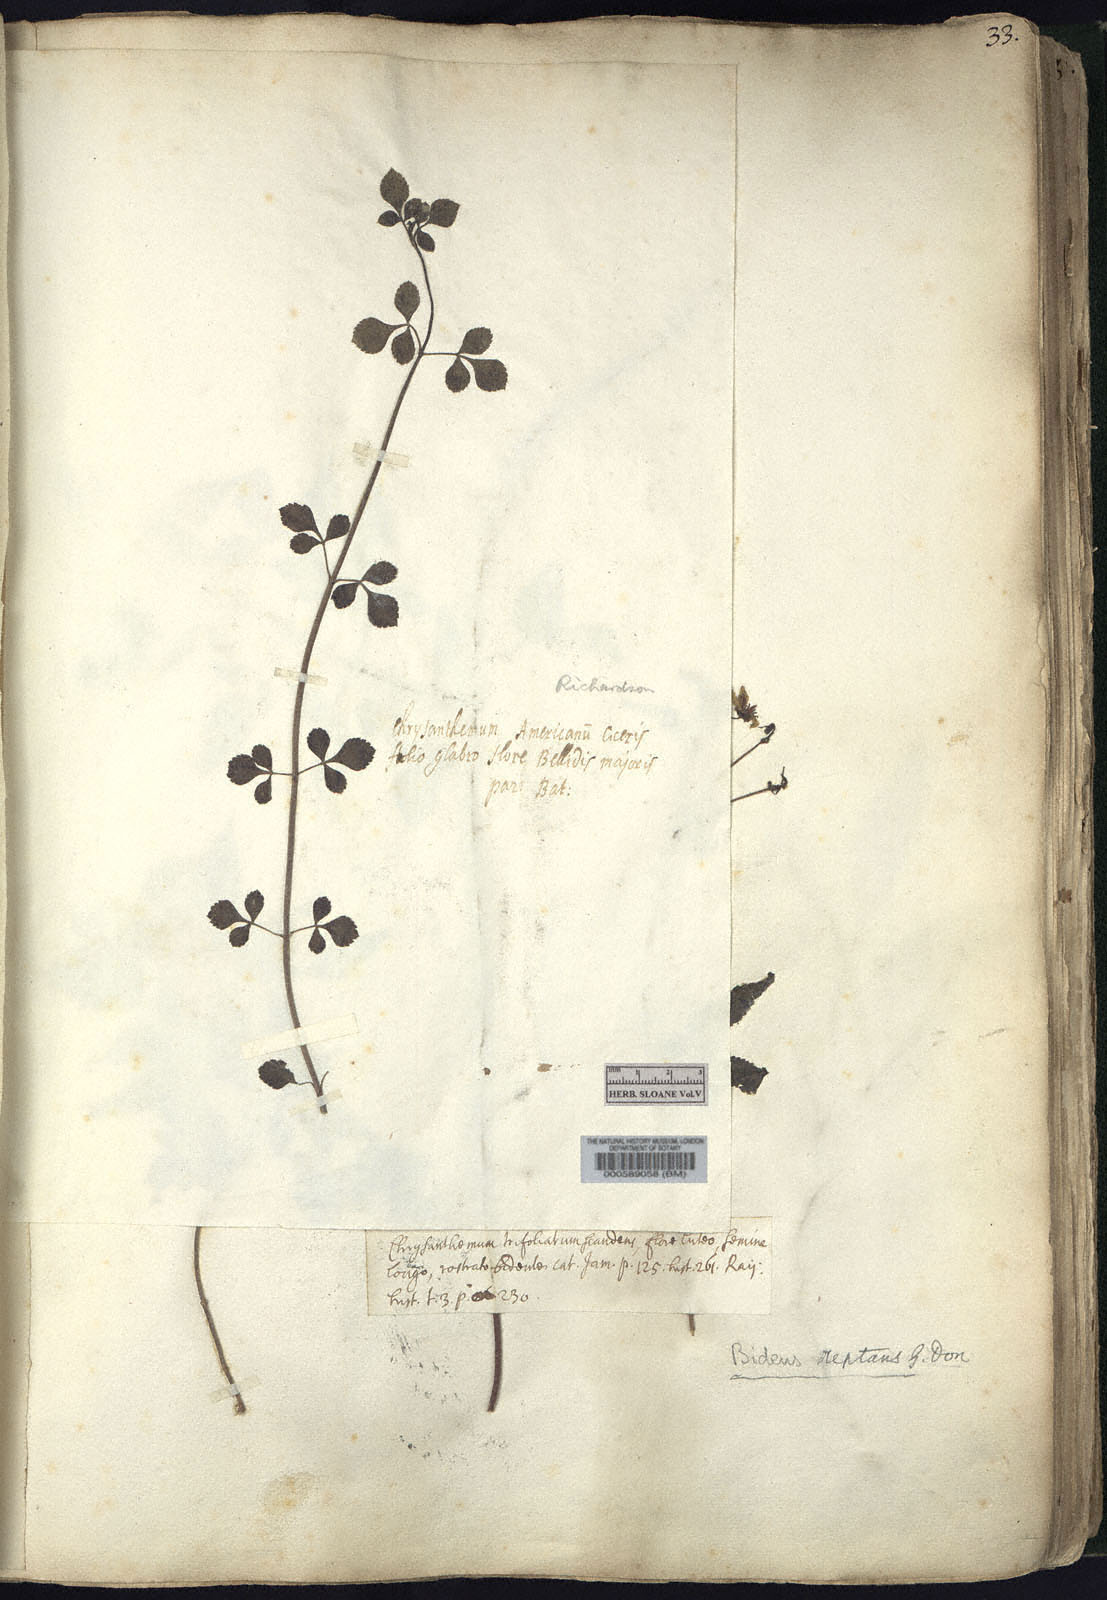 33.
Richardson
Chrysanthemum Americanū Ciceris
folio glabro flore Bellidis majoris
par: Bat:
mm 1 2 3
HERB. SLOANE Vol.V
THE NATURAL HISTORY MUSEUM, LONDON
DEPARTMENT OF BOTANY
000589058 (BM)
Chrysanthemum trifoliatum scandens, flore luteo, semine
longo, rostrato bidente. cat. Jam. p. 125. hist. 261. Raij.
hist. t. 3. p. 230.
Bidens reptans G. Don